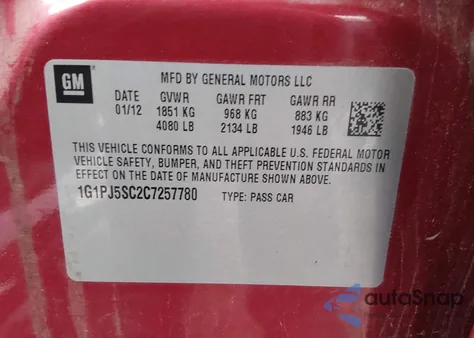 GM
MFD BY GENERAL MOTORS LLC
DATE GVWR GAWR FRT GAWR RR
01/12 1851 KG 968 KG 883 KG
4080 LB 2134 LB 1946 LB
THIS VEHICLE CONFORMS TO ALL APPLICABLE U.S. FEDERAL MOTOR
VEHICLE SAFETY, BUMPER, AND THEFT PREVENTION STANDARDS IN
EFFECT ON THE DATE OF MANUFACTURE SHOWN ABOVE.
1G1PJ5SC2C7257780 TYPE: PASS CAR
autoSnap